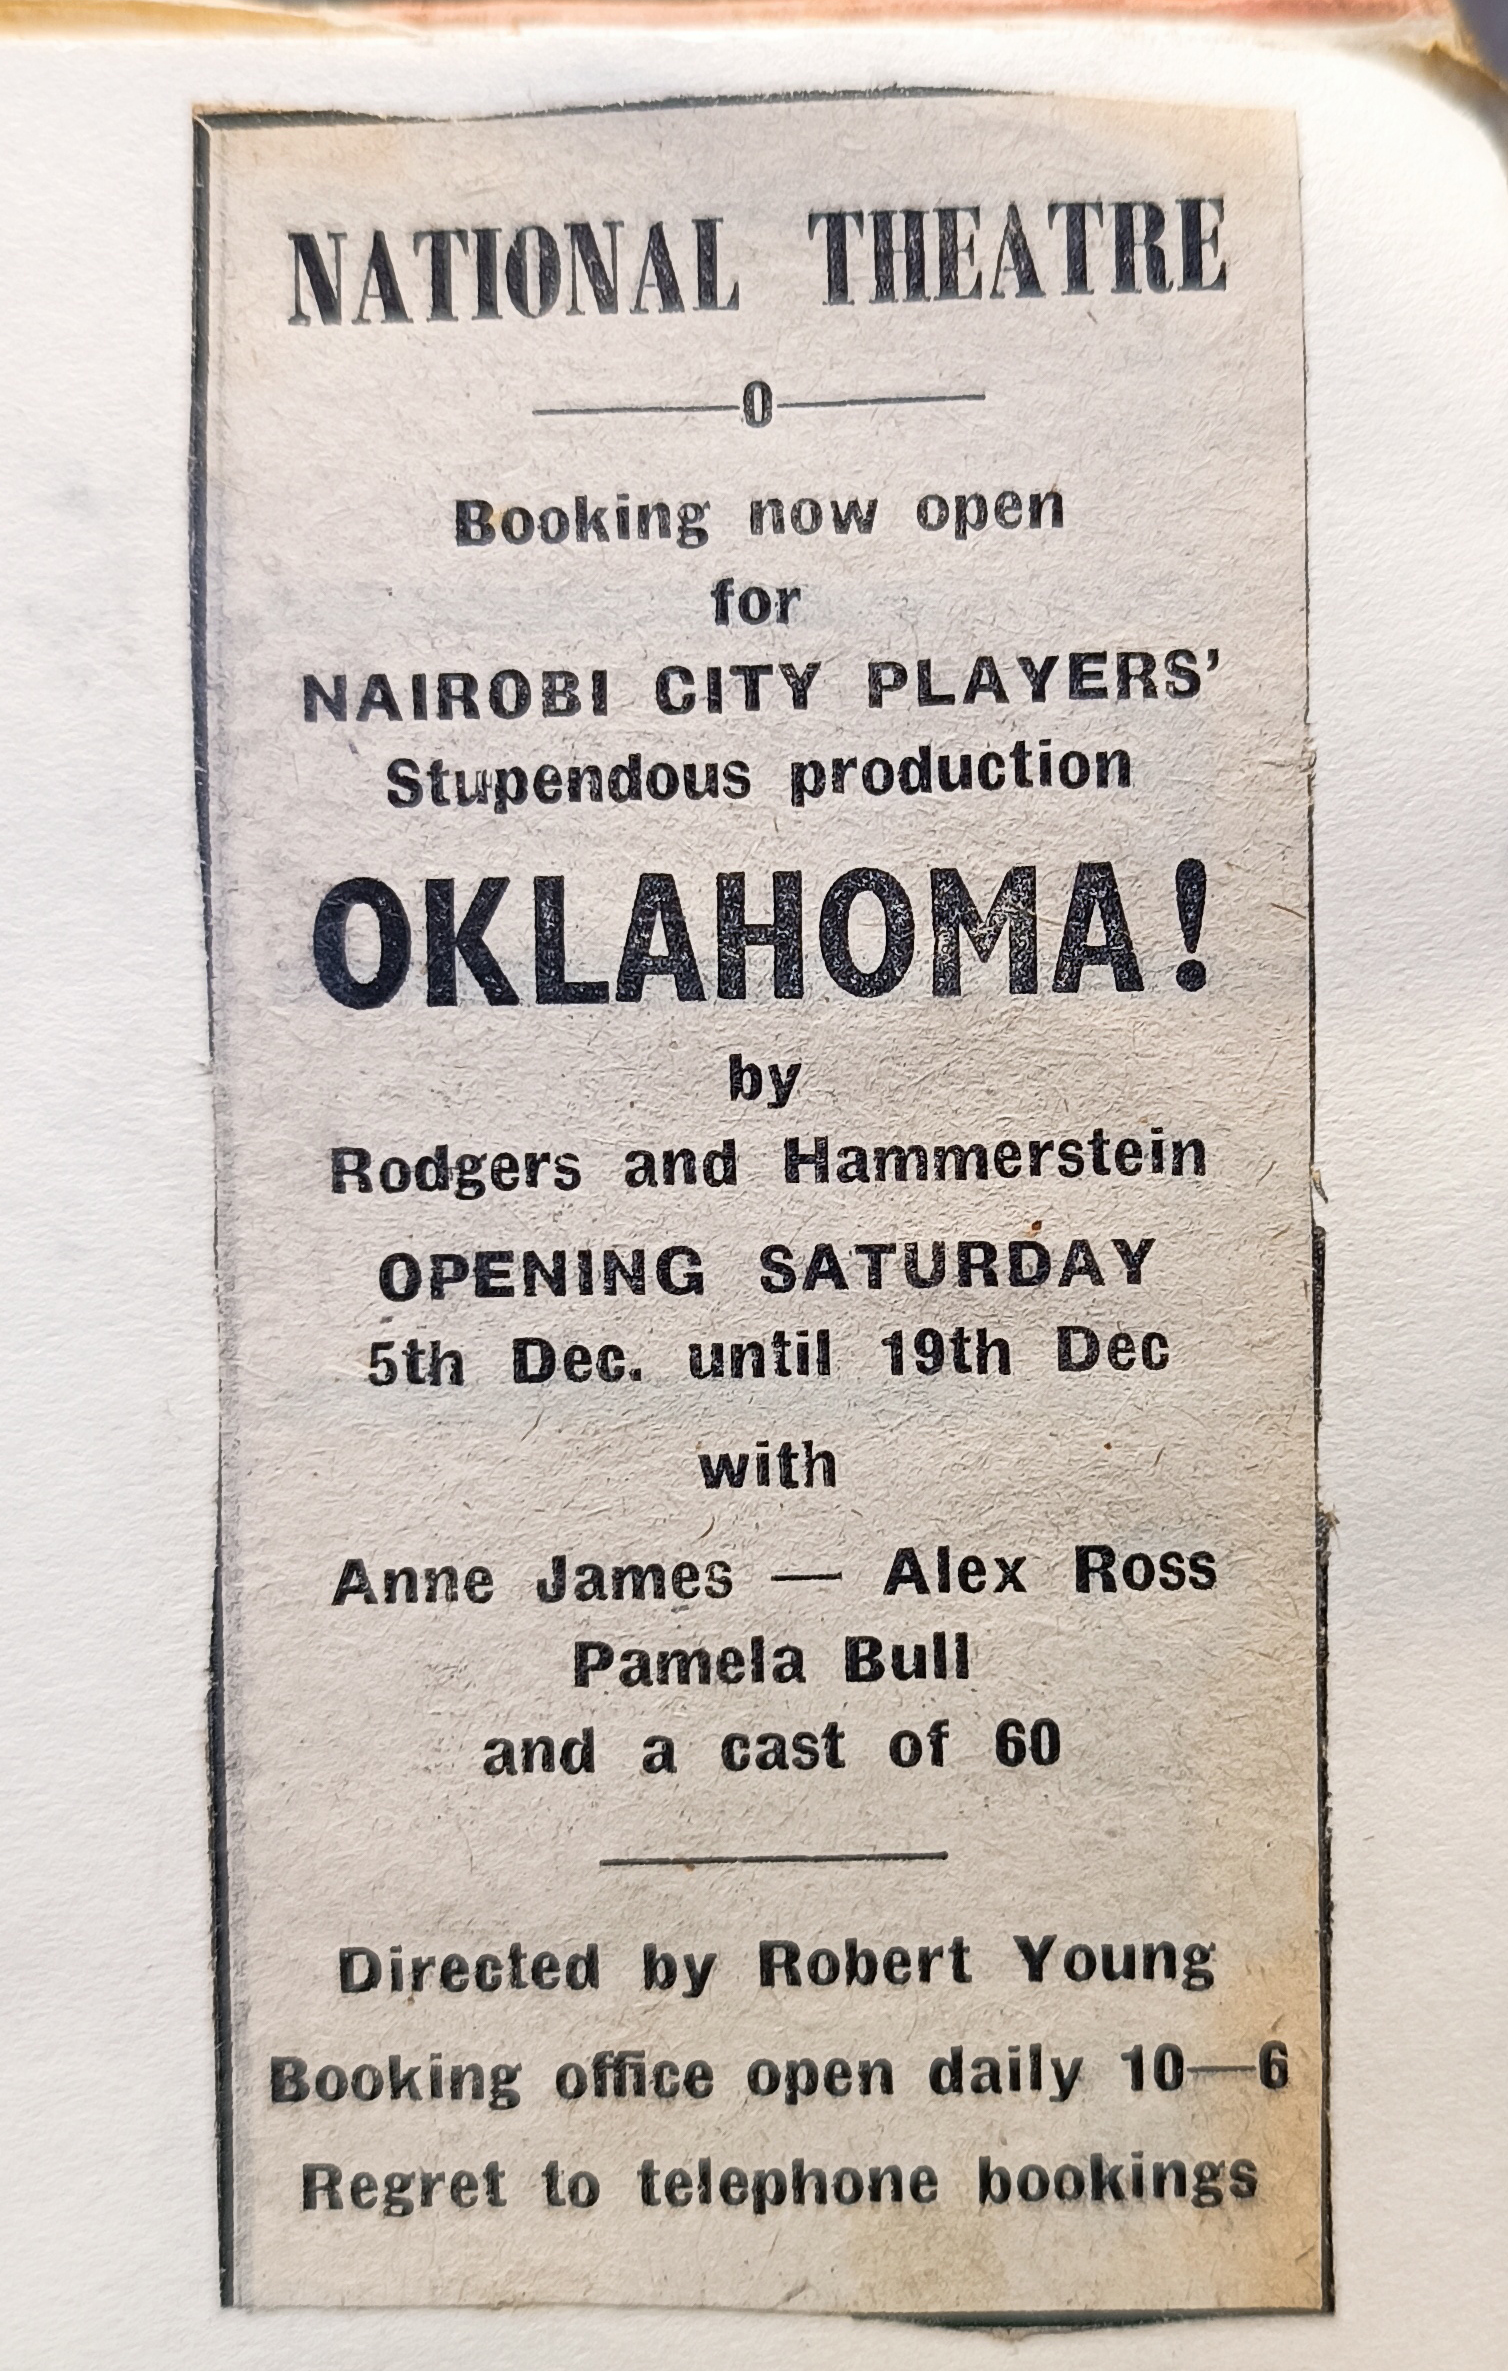 NATIONAL THEATRE
0
Booking now open
for
NAIROBI CITY PLAYERS'
Stupendous production
OKLAHOMA!
by
Rodgers and Hammerstein
OPENING SATURDAY
5th Dec. until 19th Dec
with
Anne James — Alex Ross
Pamela Bull
and a cast of 60
Directed by Robert Young
Booking office open daily 10—6
Regret to telephone bookings